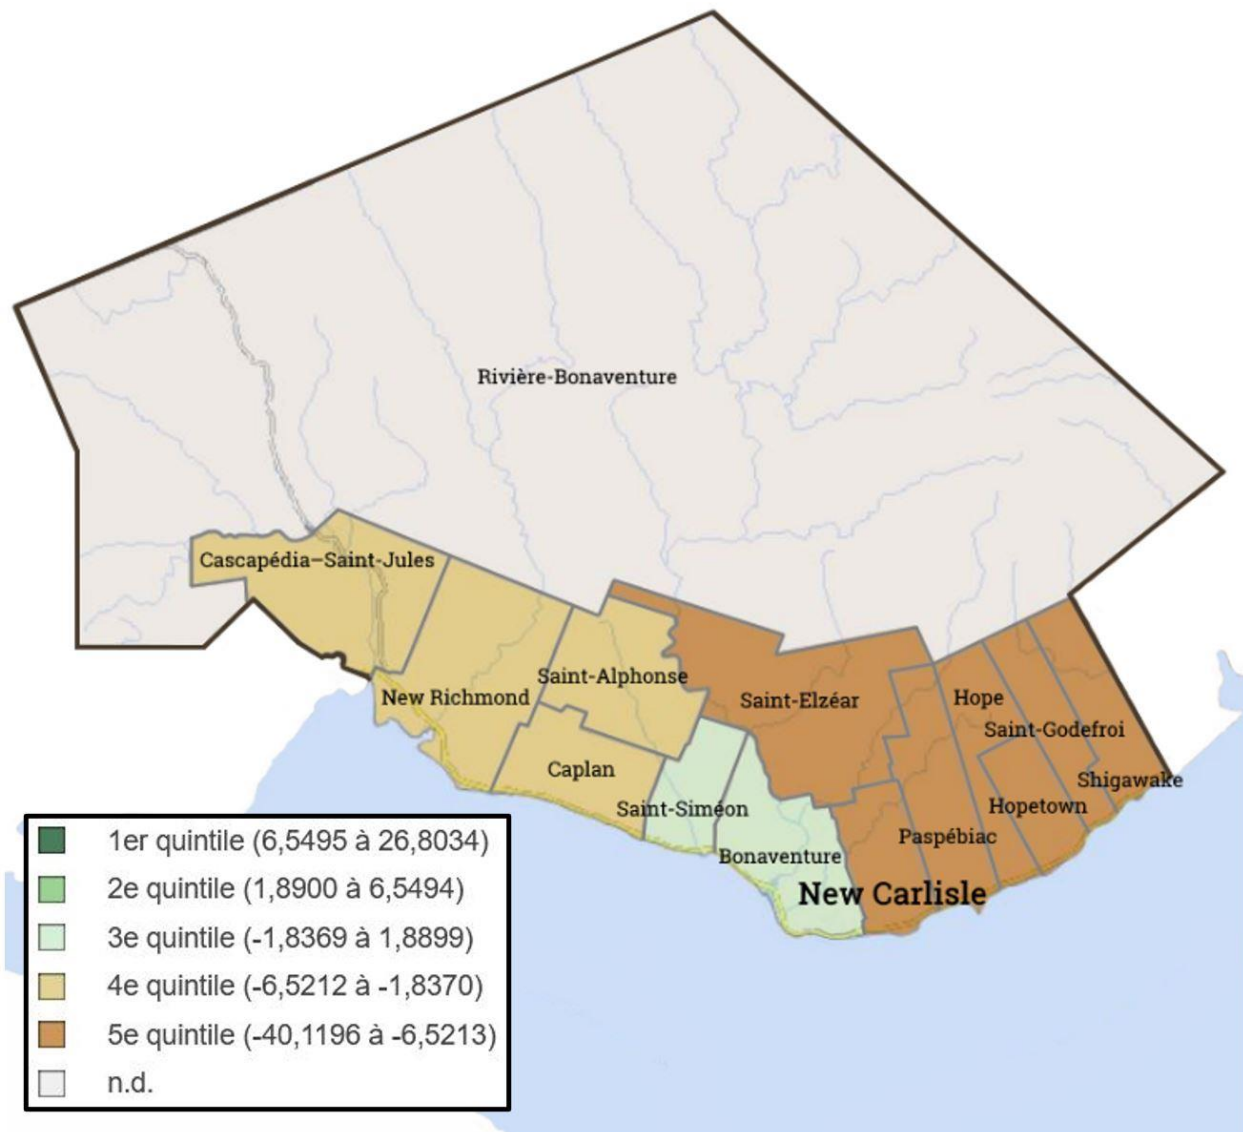 Rivière-Bonaventure
Cascapédia–Saint-Jules
New Richmond
Saint-Alphonse
Saint-Elzéar
Hope
Saint-Godefroi
Caplan
Shigawake
Saint-Siméon
Hopetown
Paspébiac
Bonaventure
New Carlisle
1er quintile (6,5495 à 26,8034)
2e quintile (1,8900 à 6,5494)
3e quintile (-1,8369 à 1,8899)
4e quintile (-6,5212 à -1,8370)
5e quintile (-40,1196 à -6,5213)
n.d.